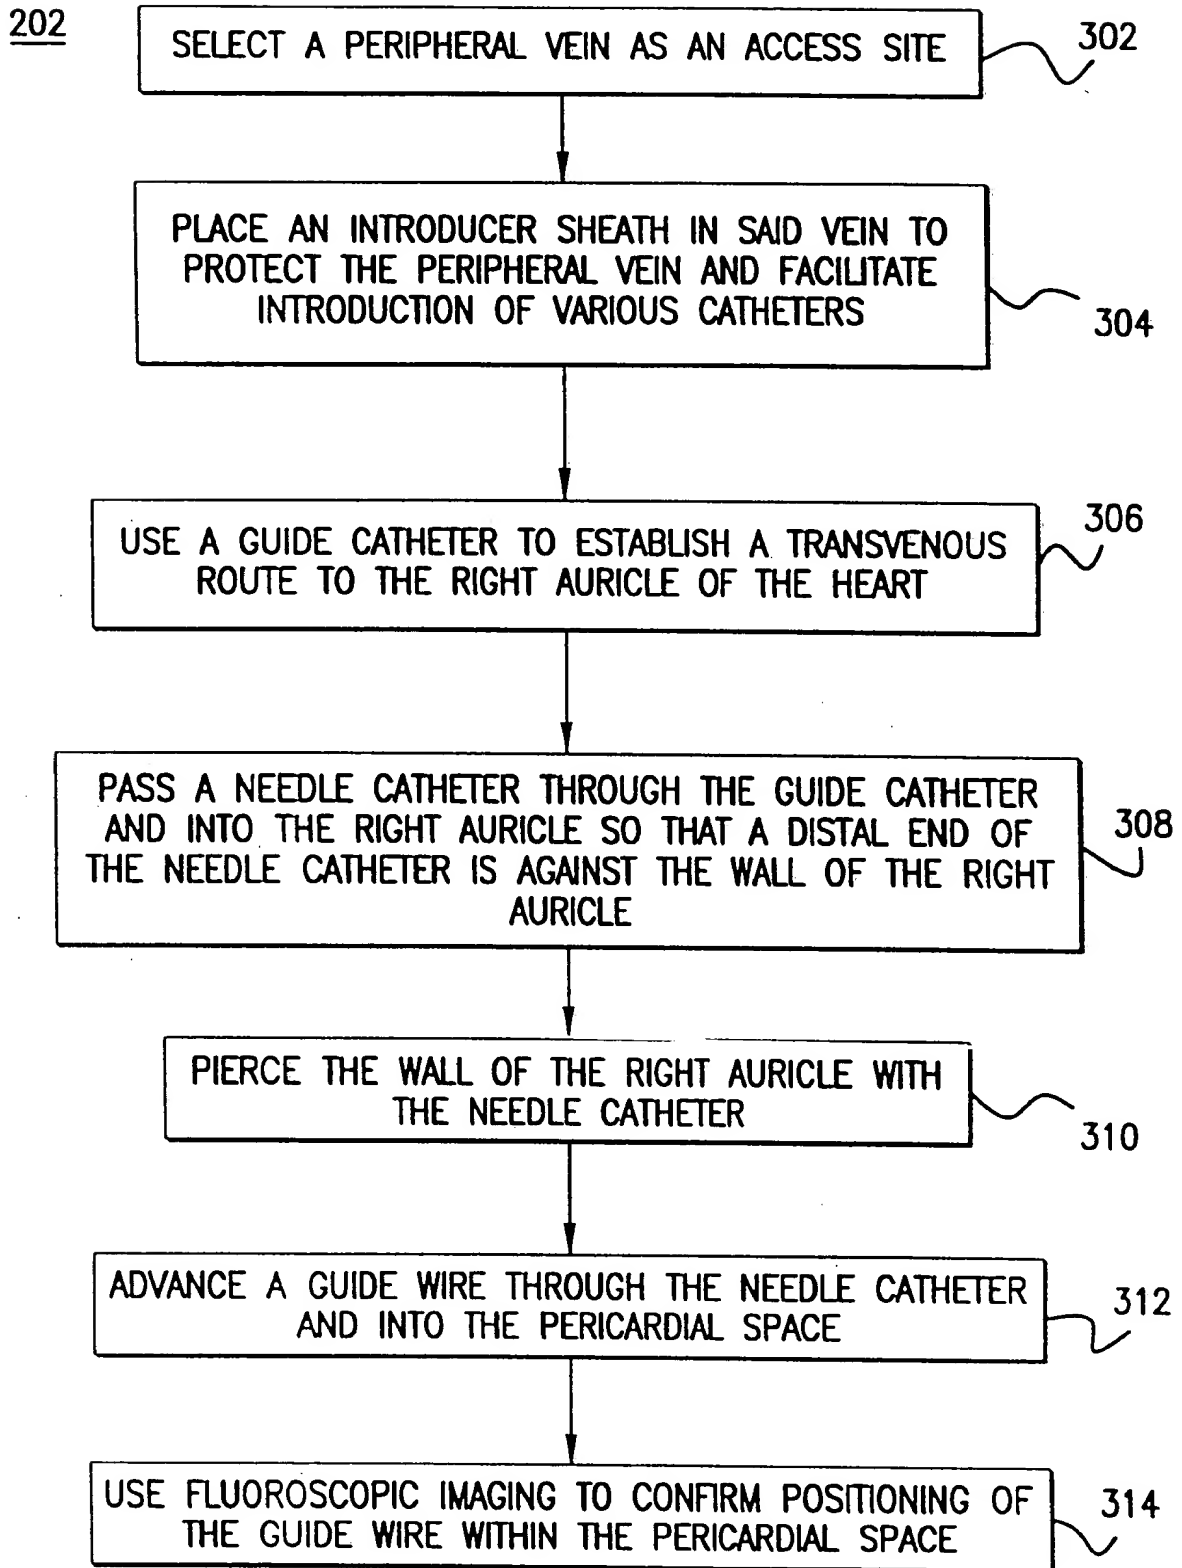 202
SELECT A PERIPHERAL VEIN AS AN ACCESS SITE
302
PLACE AN INTRODUCER SHEATH IN SAID VEIN TO
PROTECT THE PERIPHERAL VEIN AND FACILITATE
INTRODUCTION OF VARIOUS CATHETERS
304
USE A GUIDE CATHETER TO ESTABLISH A TRANSVENOUS
ROUTE TO THE RIGHT AURICLE OF THE HEART
306
PASS A NEEDLE CATHETER THROUGH THE GUIDE CATHETER
AND INTO THE RIGHT AURICLE SO THAT A DISTAL END OF
THE NEEDLE CATHETER IS AGAINST THE WALL OF THE RIGHT
AURICLE
308
PIERCE THE WALL OF THE RIGHT AURICLE WITH
THE NEEDLE CATHETER
310
ADVANCE A GUIDE WIRE THROUGH THE NEEDLE CATHETER
AND INTO THE PERICARDIAL SPACE
312
USE FLUOROSCOPIC IMAGING TO CONFIRM POSITIONING OF
THE GUIDE WIRE WITHIN THE PERICARDIAL SPACE
314